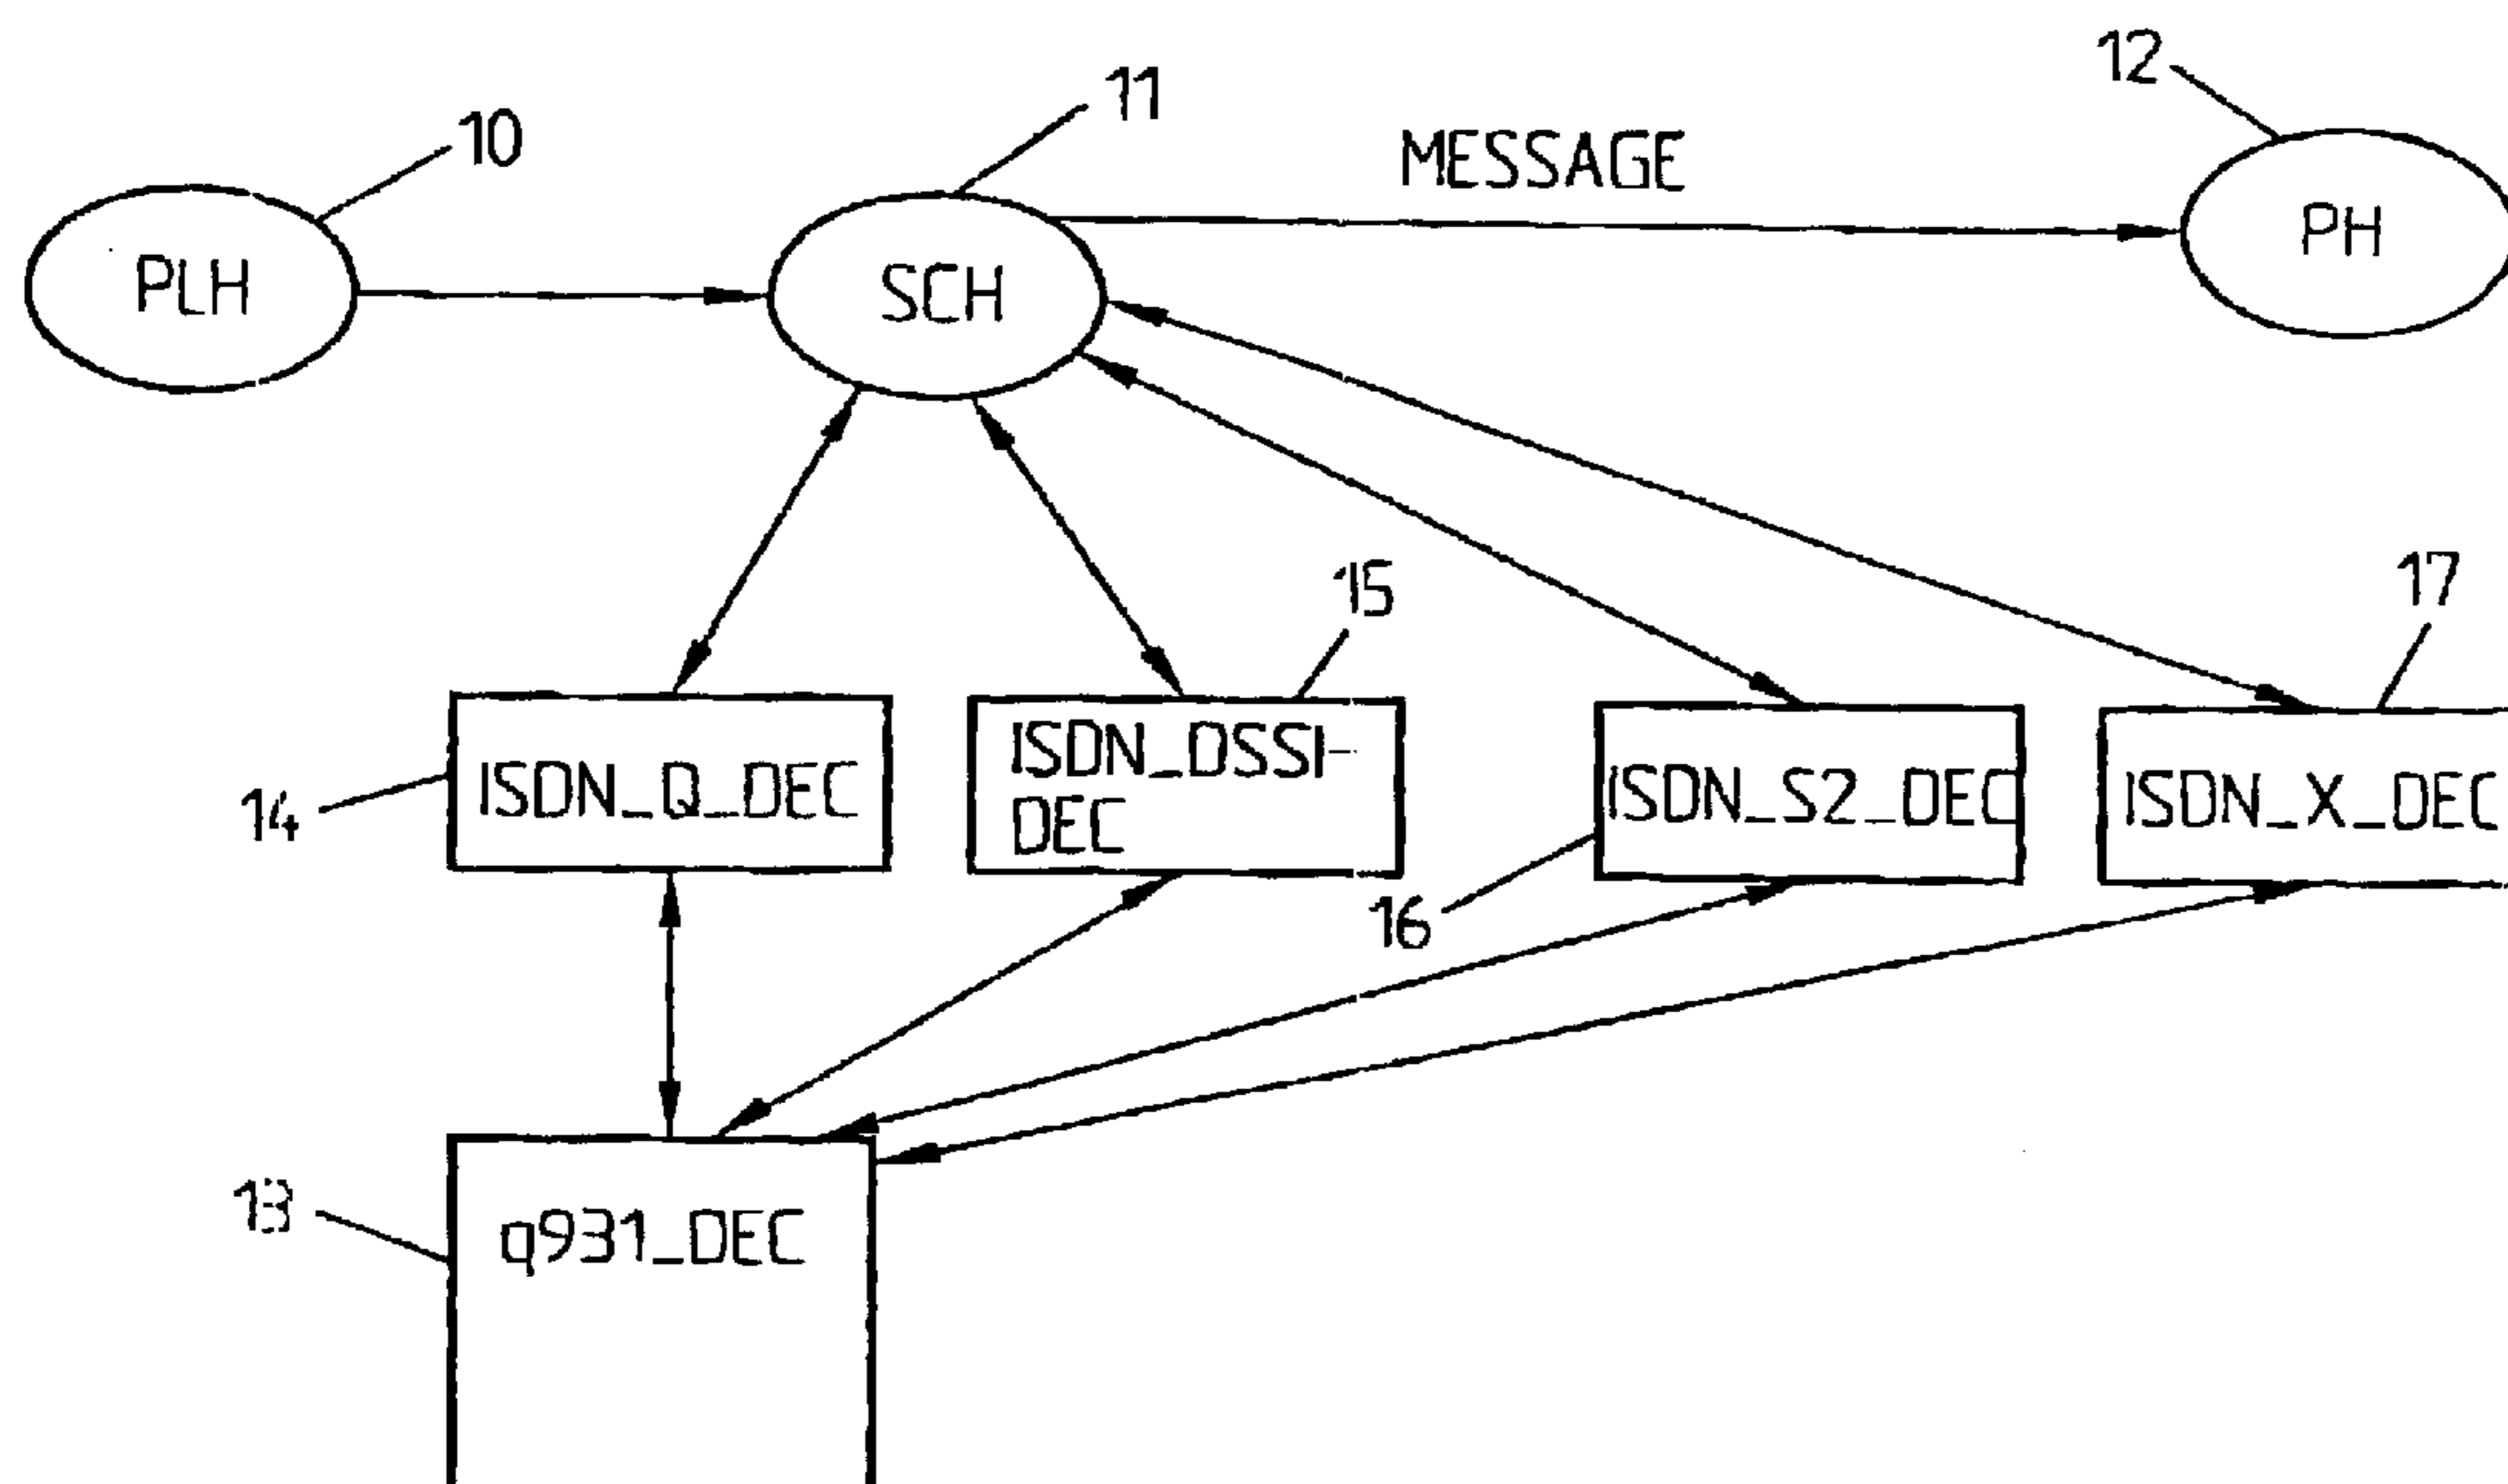 12
11
10
MESSAGE
PH
PLH
SCH
15
17
ISDN_DSSI-
DEC
ISDN_Q_DEC
ISDN_S2_DEC
ISDN_X_DEC
14
16
13
q931_DEC